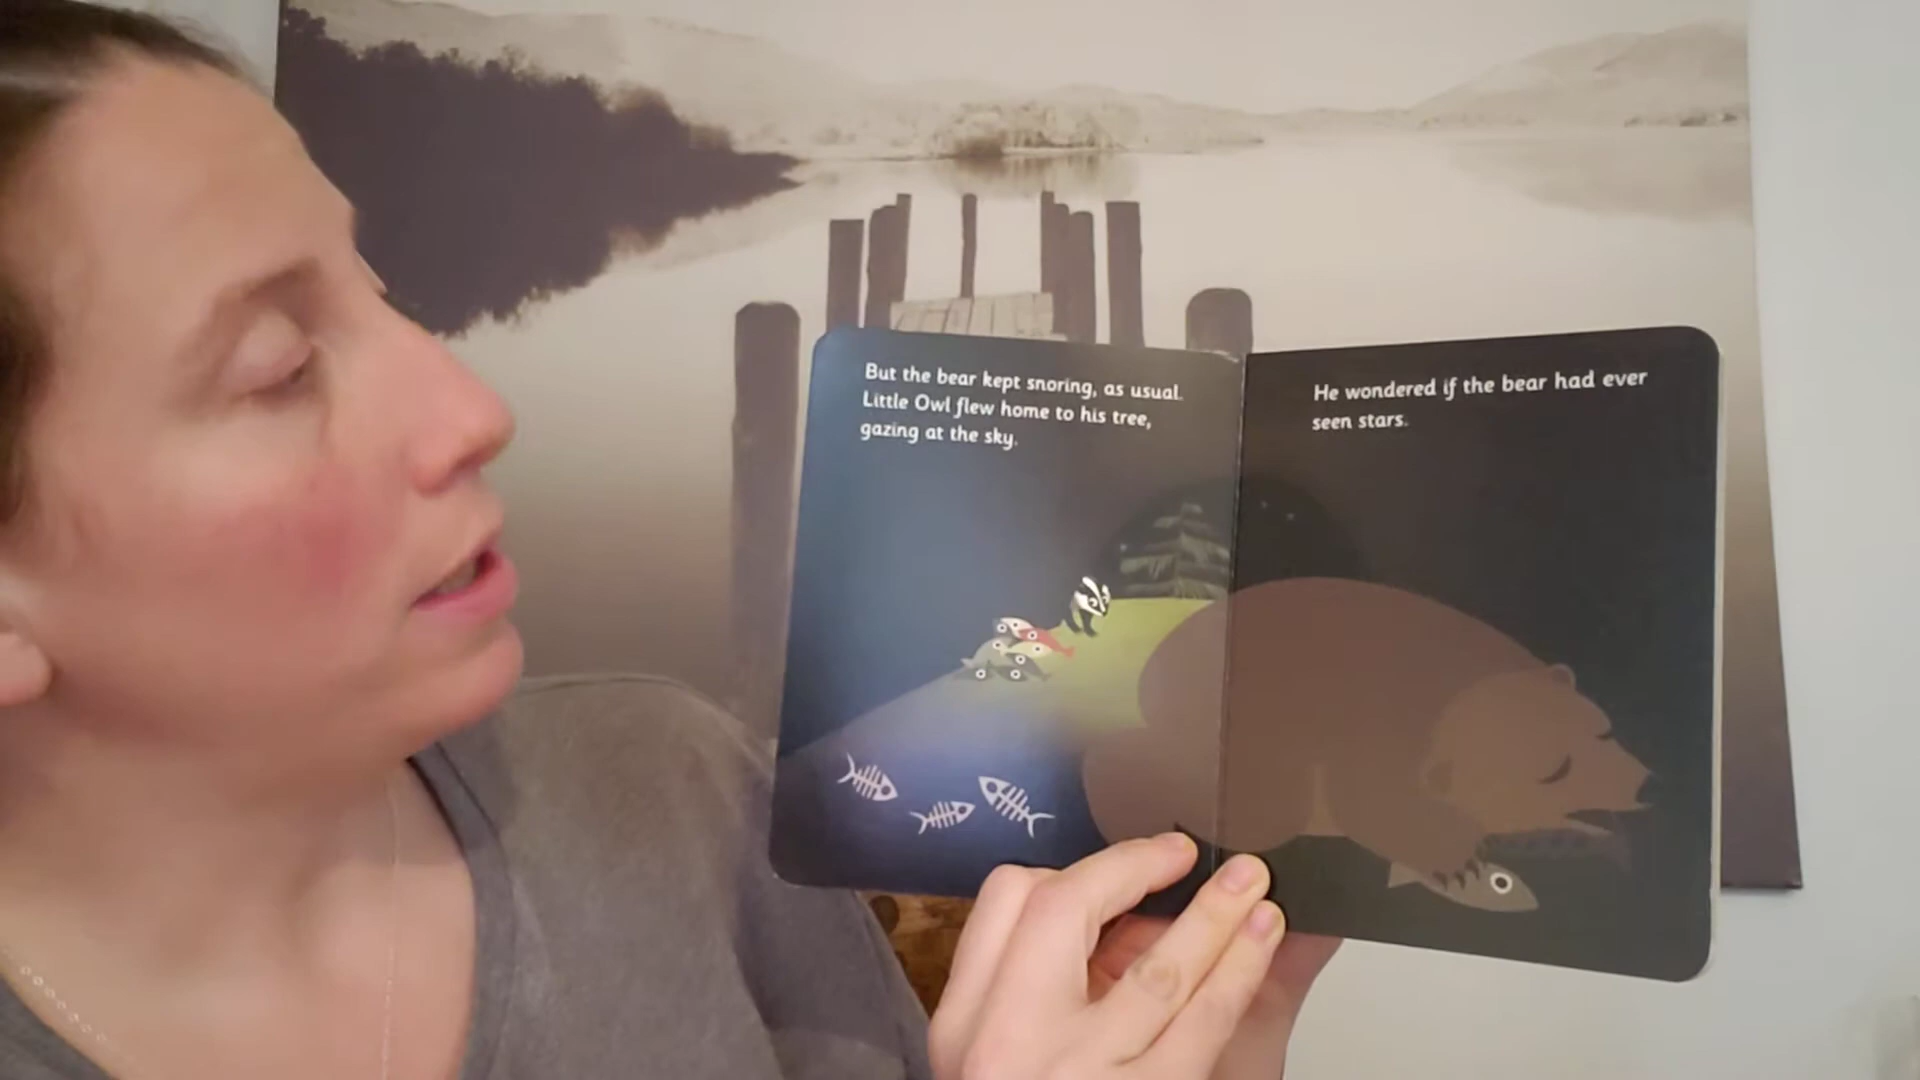 But the bear kept snoring, as usual.
Little Owl flew home to his tree,
gazing at the sky.
He wondered if the bear had ever
seen stars.